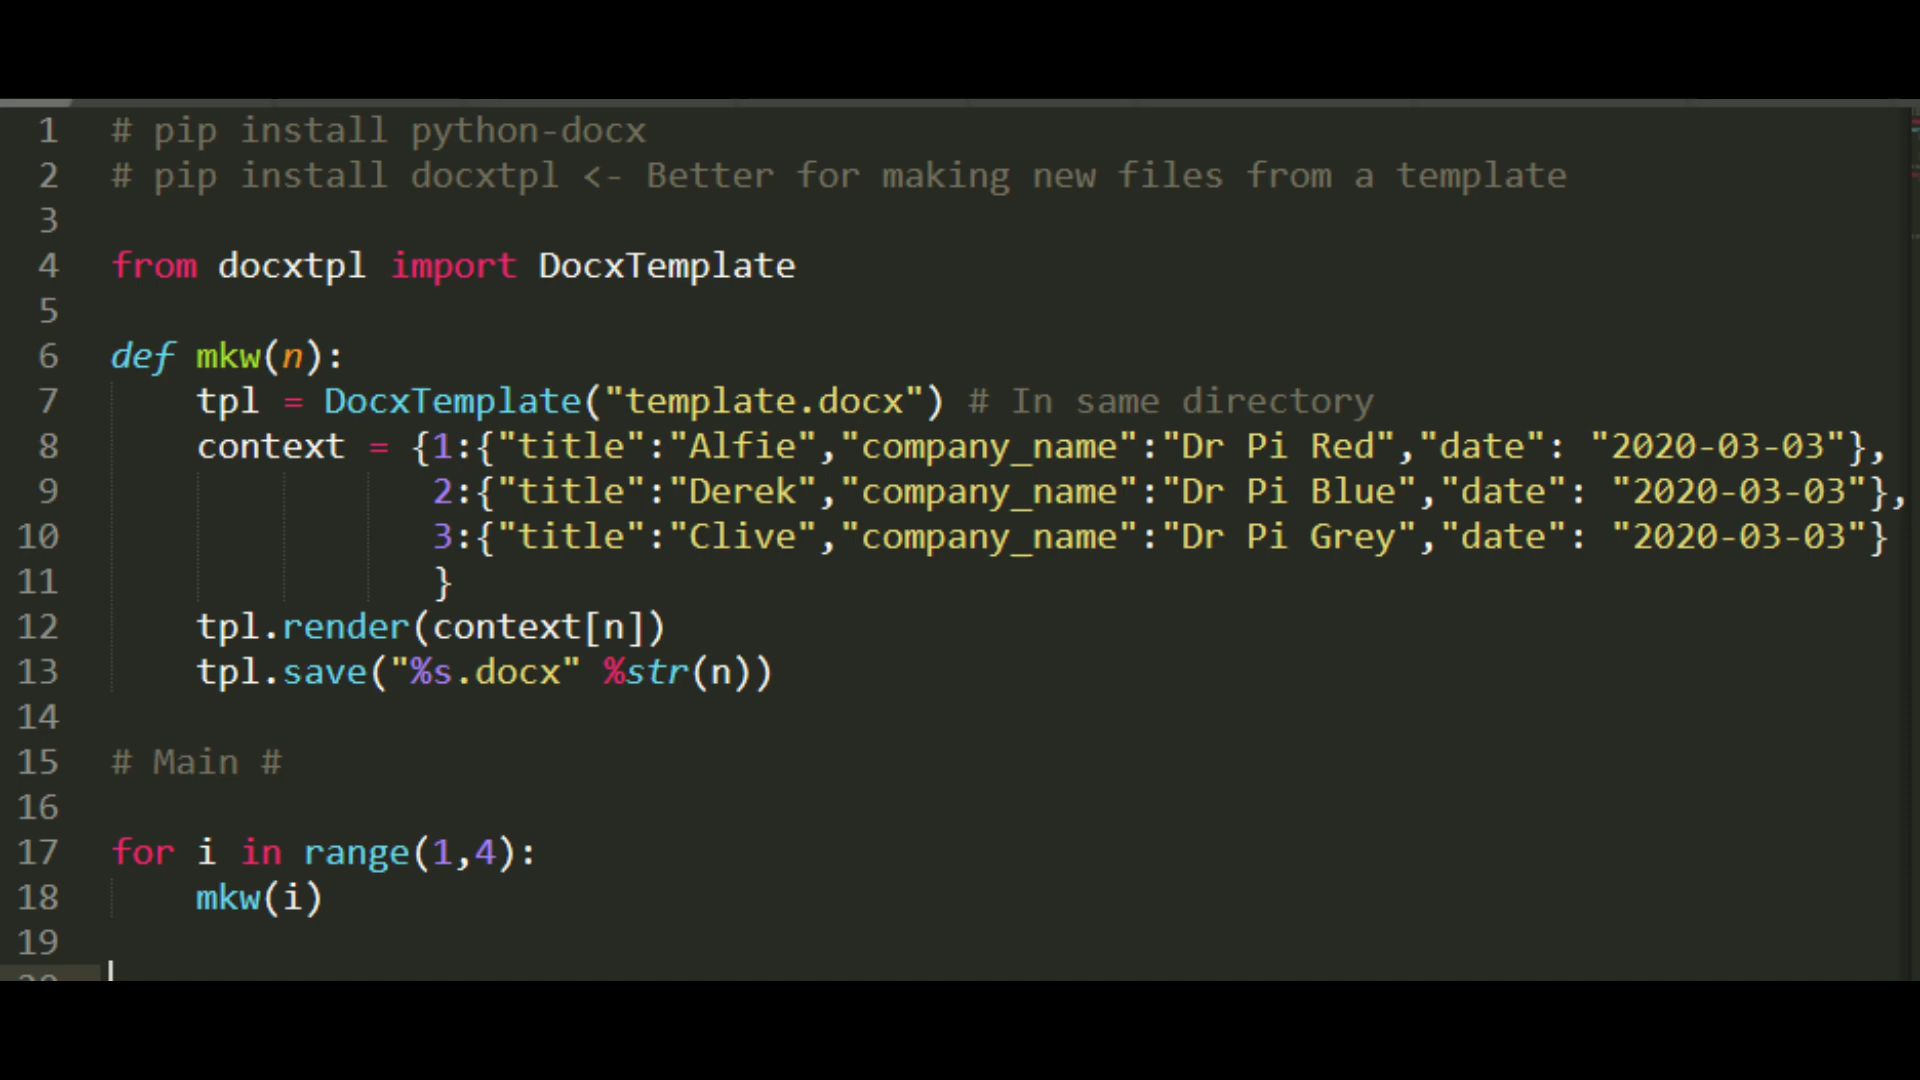 1 # pip install python-docx
2 # pip install docxtpl <- Better for making new files from a template
3
4 from docxtpl import DocxTemplate
5
6 def mkw(n):
7 tpl = DocxTemplate("template.docx") # In same directory
8 context = {1:{"title":"Alfie","company_name":"Dr Pi Red","date": "2020-03-03"},
9 2:{"title":"Derek","company_name":"Dr Pi Blue","date": "2020-03-03"},
10 3:{"title":"Clive","company_name":"Dr Pi Grey","date": "2020-03-03"}
11 }
12 tpl.render(context[n])
13 tpl.save("%s.docx" %str(n))
14
15 # Main #
16
17 for i in range(1,4):
18 mkw(i)
19